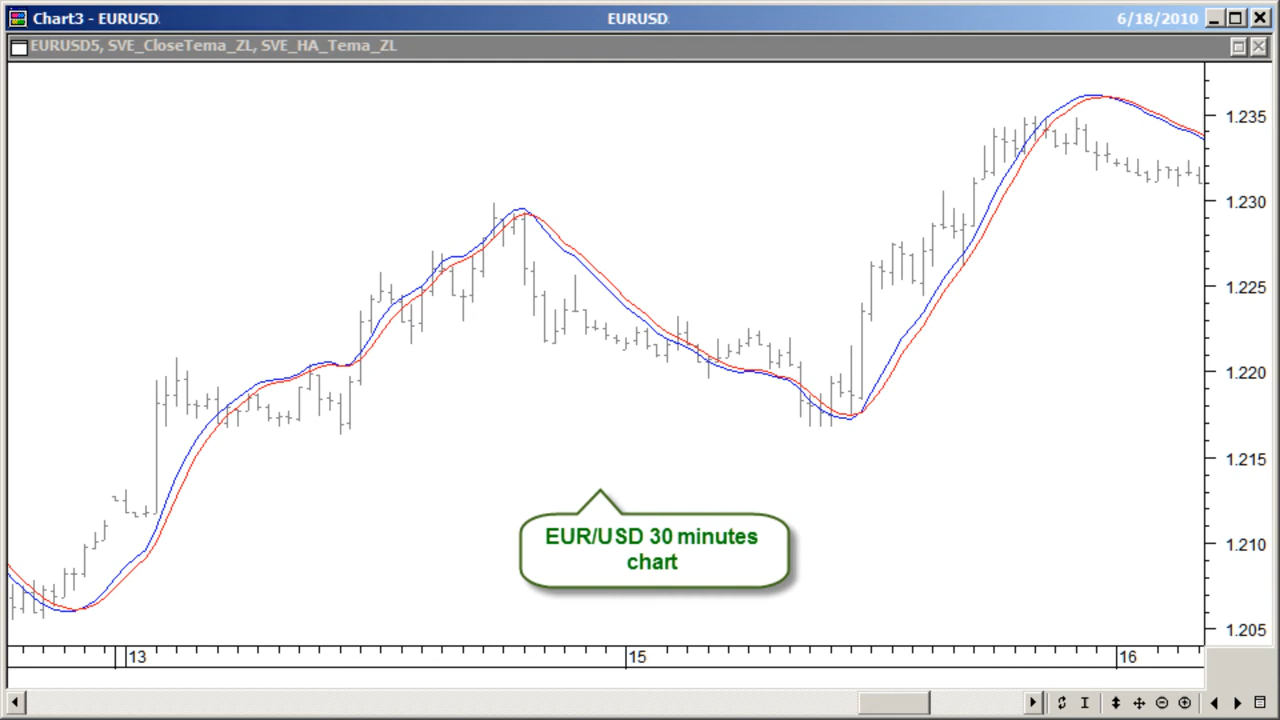 Chart3 - EURUSD
EURUSD
6/18/2010
EURUSD5, SVE_CloseTema_ZL, SVE_HA_Tema_ZL
1.235
1.230
1.225
1.220
1.215
1.210
1.205
EUR/USD 30 minutes
chart
13
15
16